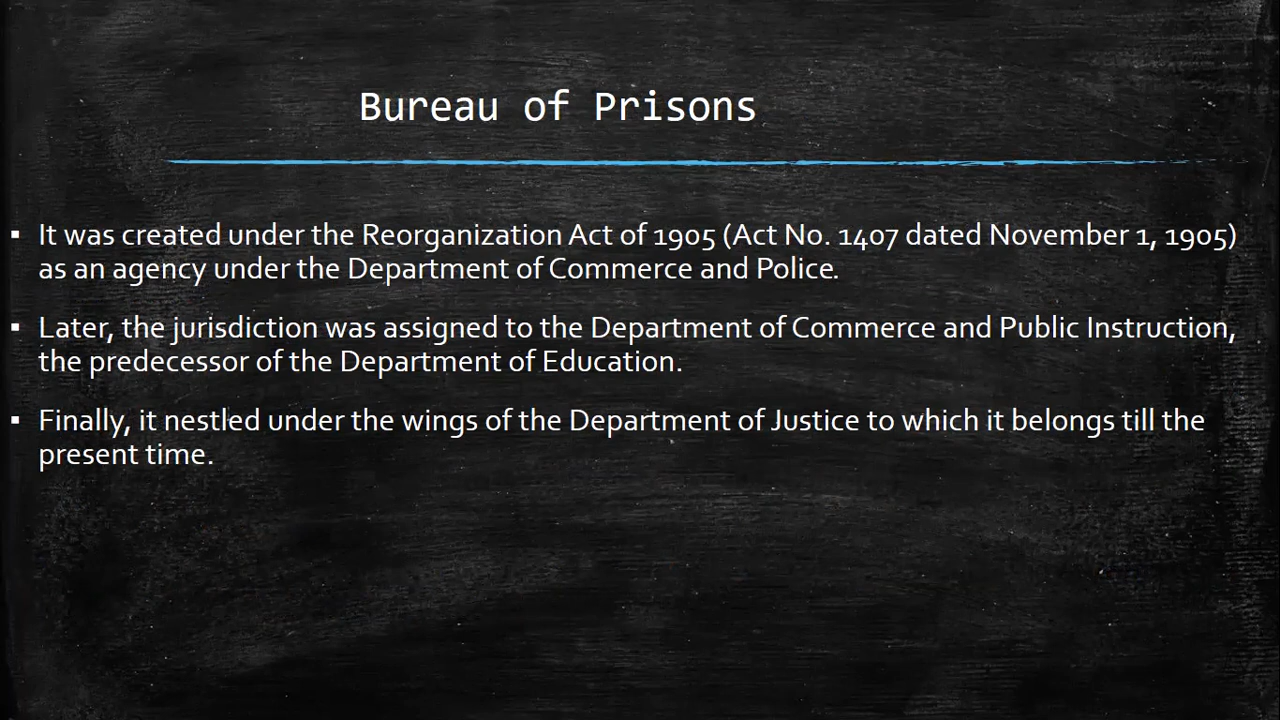 Bureau of Prisons
▪ It was created under the Reorganization Act of 1905 (Act No. 1407 dated November 1, 1905)
as an agency under the Department of Commerce and Police.
▪ Later, the jurisdiction was assigned to the Department of Commerce and Public Instruction,
the predecessor of the Department of Education.
▪ Finally, it nestled under the wings of the Department of Justice to which it belongs till the
present time.